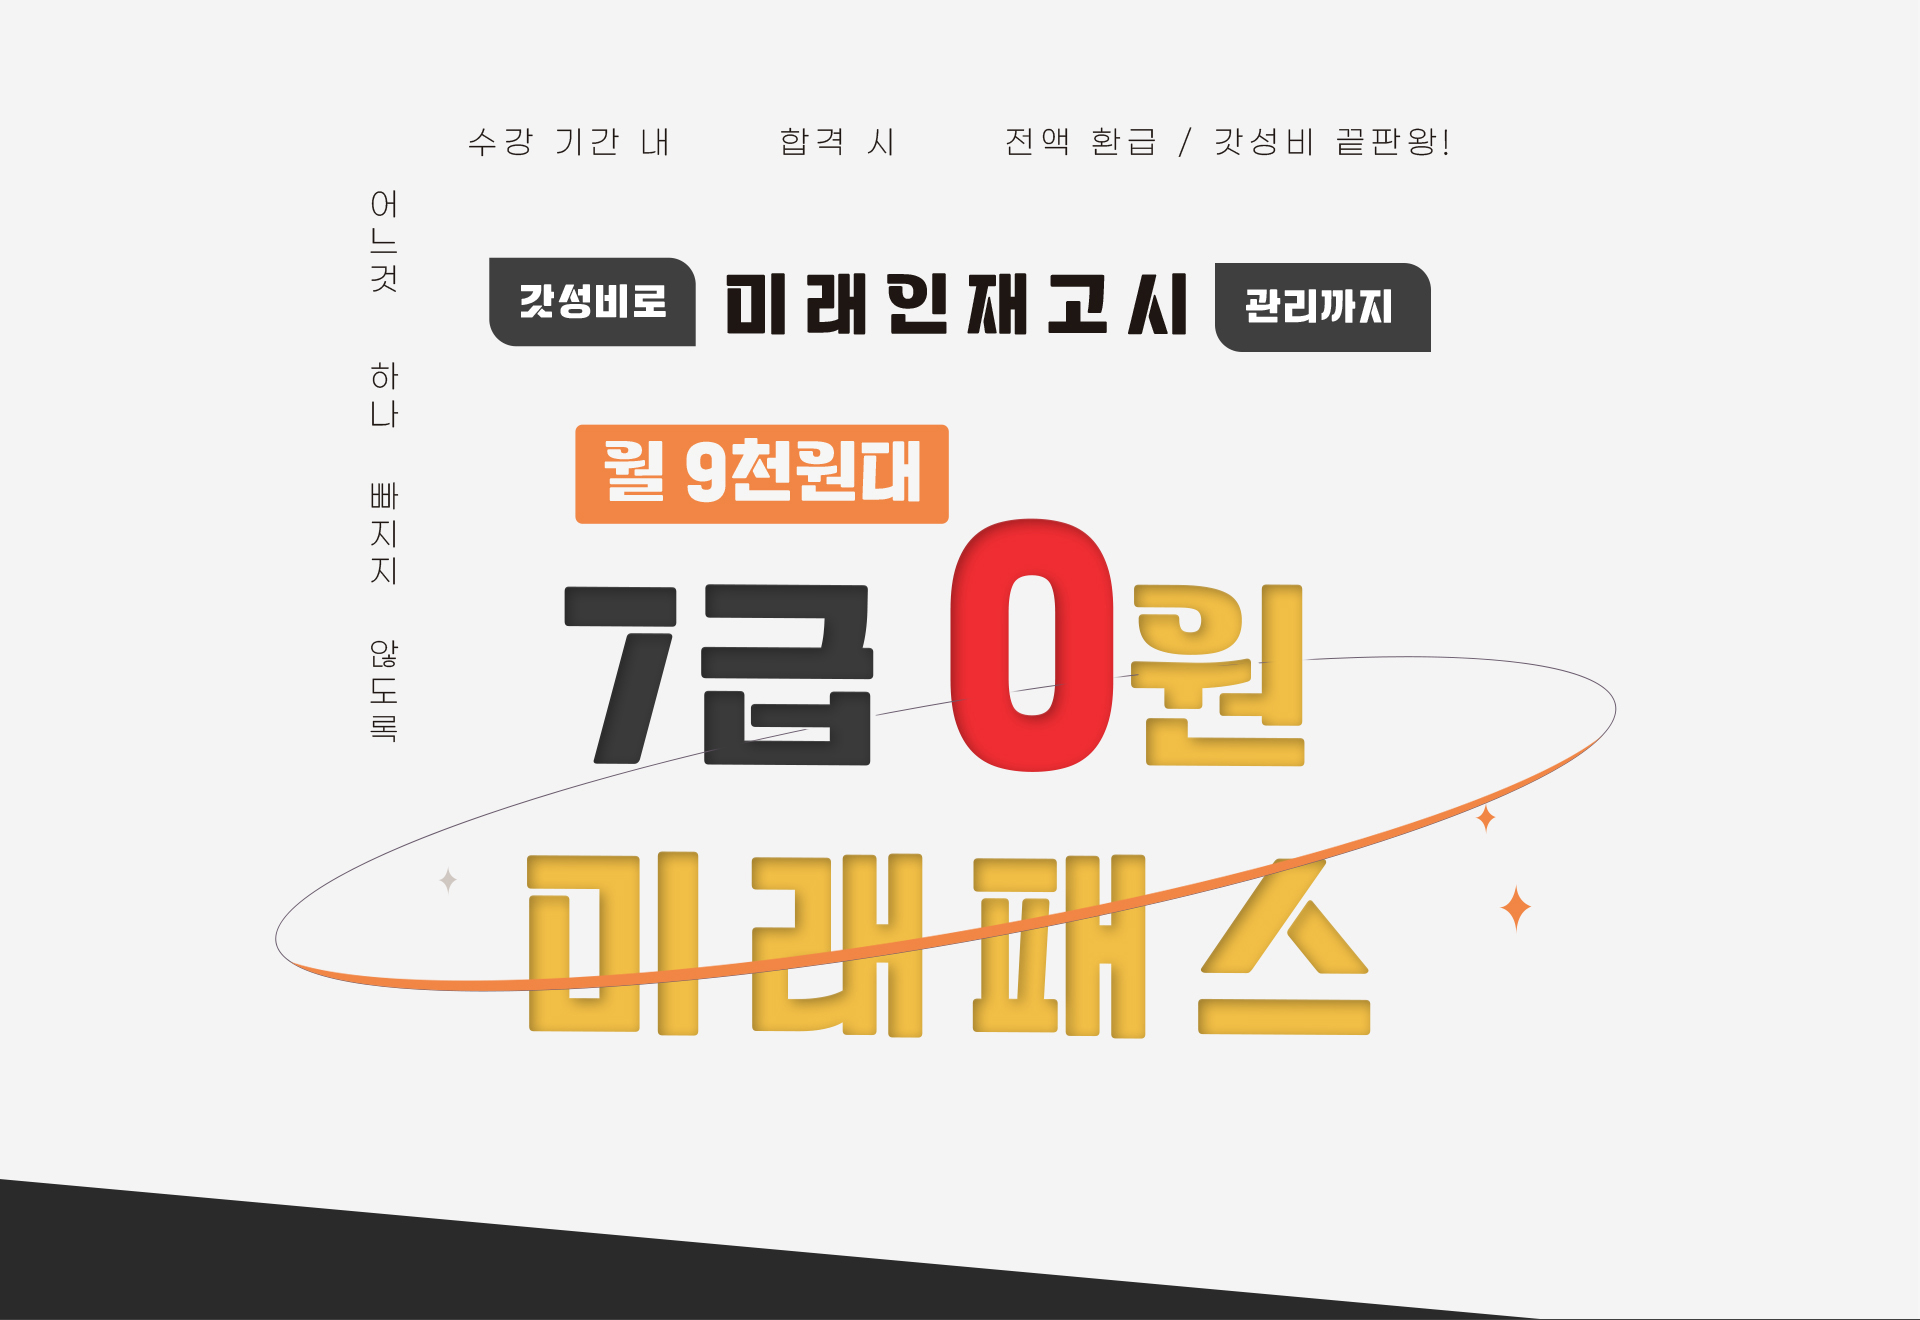 수강 기간 내 합격 시 전액 환급 / 갓성비 끝판왕!
어느것 하나 빠지지 않도록
갓성비로 미래인재고시 관리까지
월 9천원대
7급 0원
미래패스